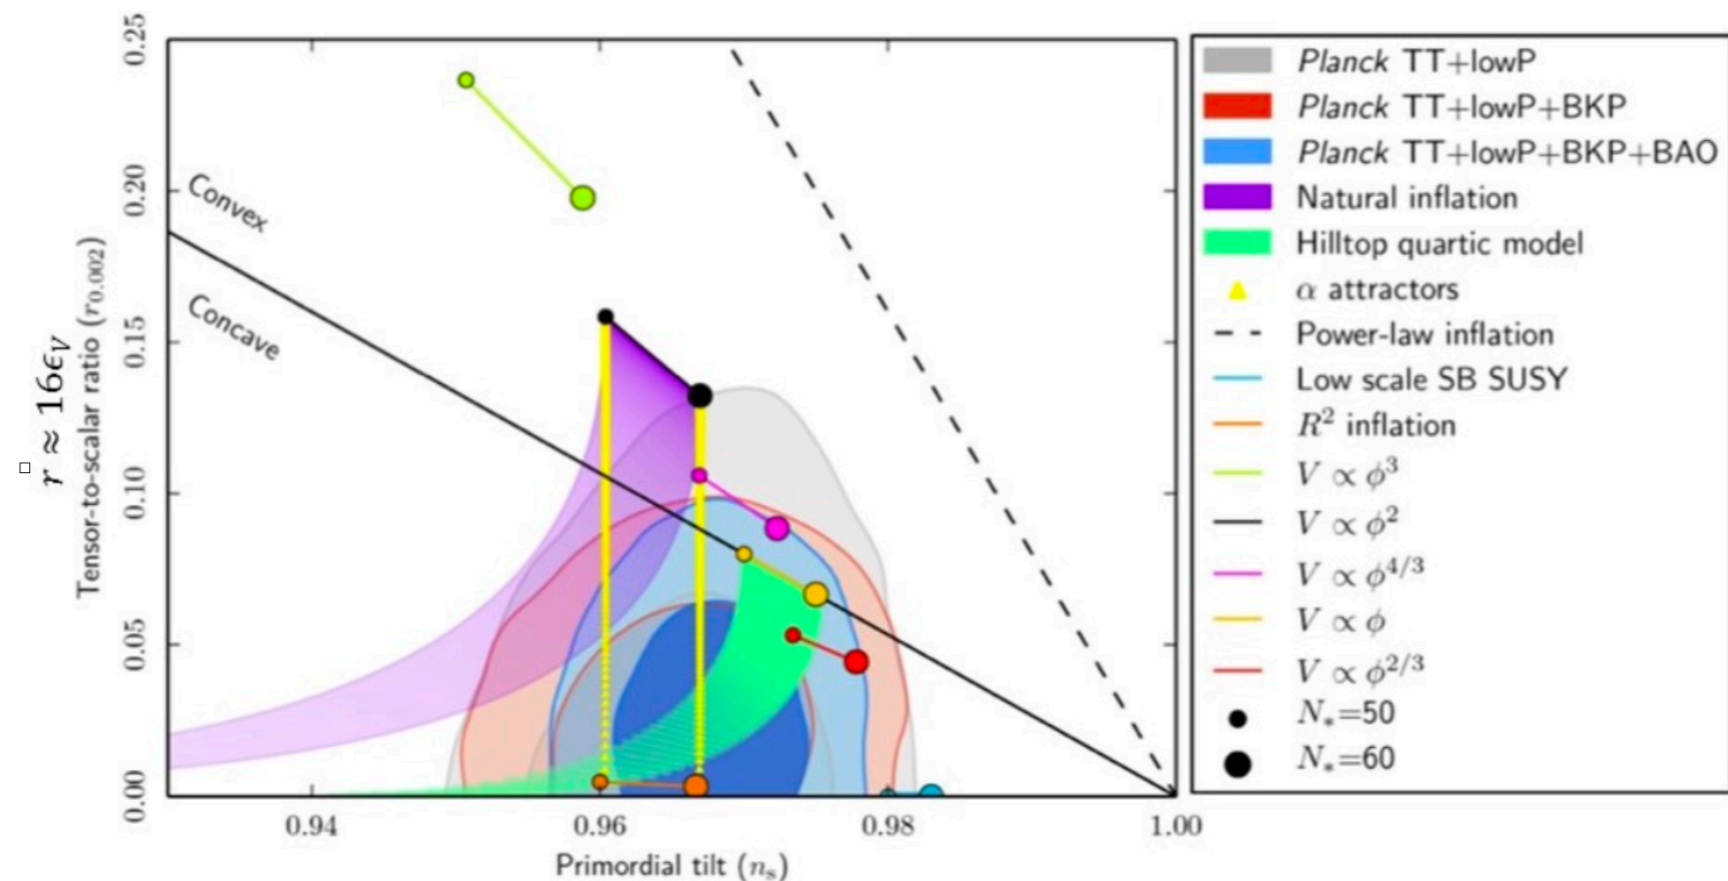 0.25
0.20
0.15
0.10
0.05
0.00
r ≈ 16ϵ_V
Tensor-to-scalar ratio (r_{0.002})
Convex
Concave
0.94
0.96
0.98
1.00
Primordial tilt (n_s)
Planck TT+lowP
Planck TT+lowP+BKP
Planck TT+lowP+BKP+BAO
Natural inflation
Hilltop quartic model
α attractors
Power-law inflation
Low scale SB SUSY
R² inflation
V ∝ ϕ³
V ∝ ϕ²
V ∝ ϕ^{4/3}
V ∝ ϕ
V ∝ ϕ^{2/3}
N_*=50
N_*=60